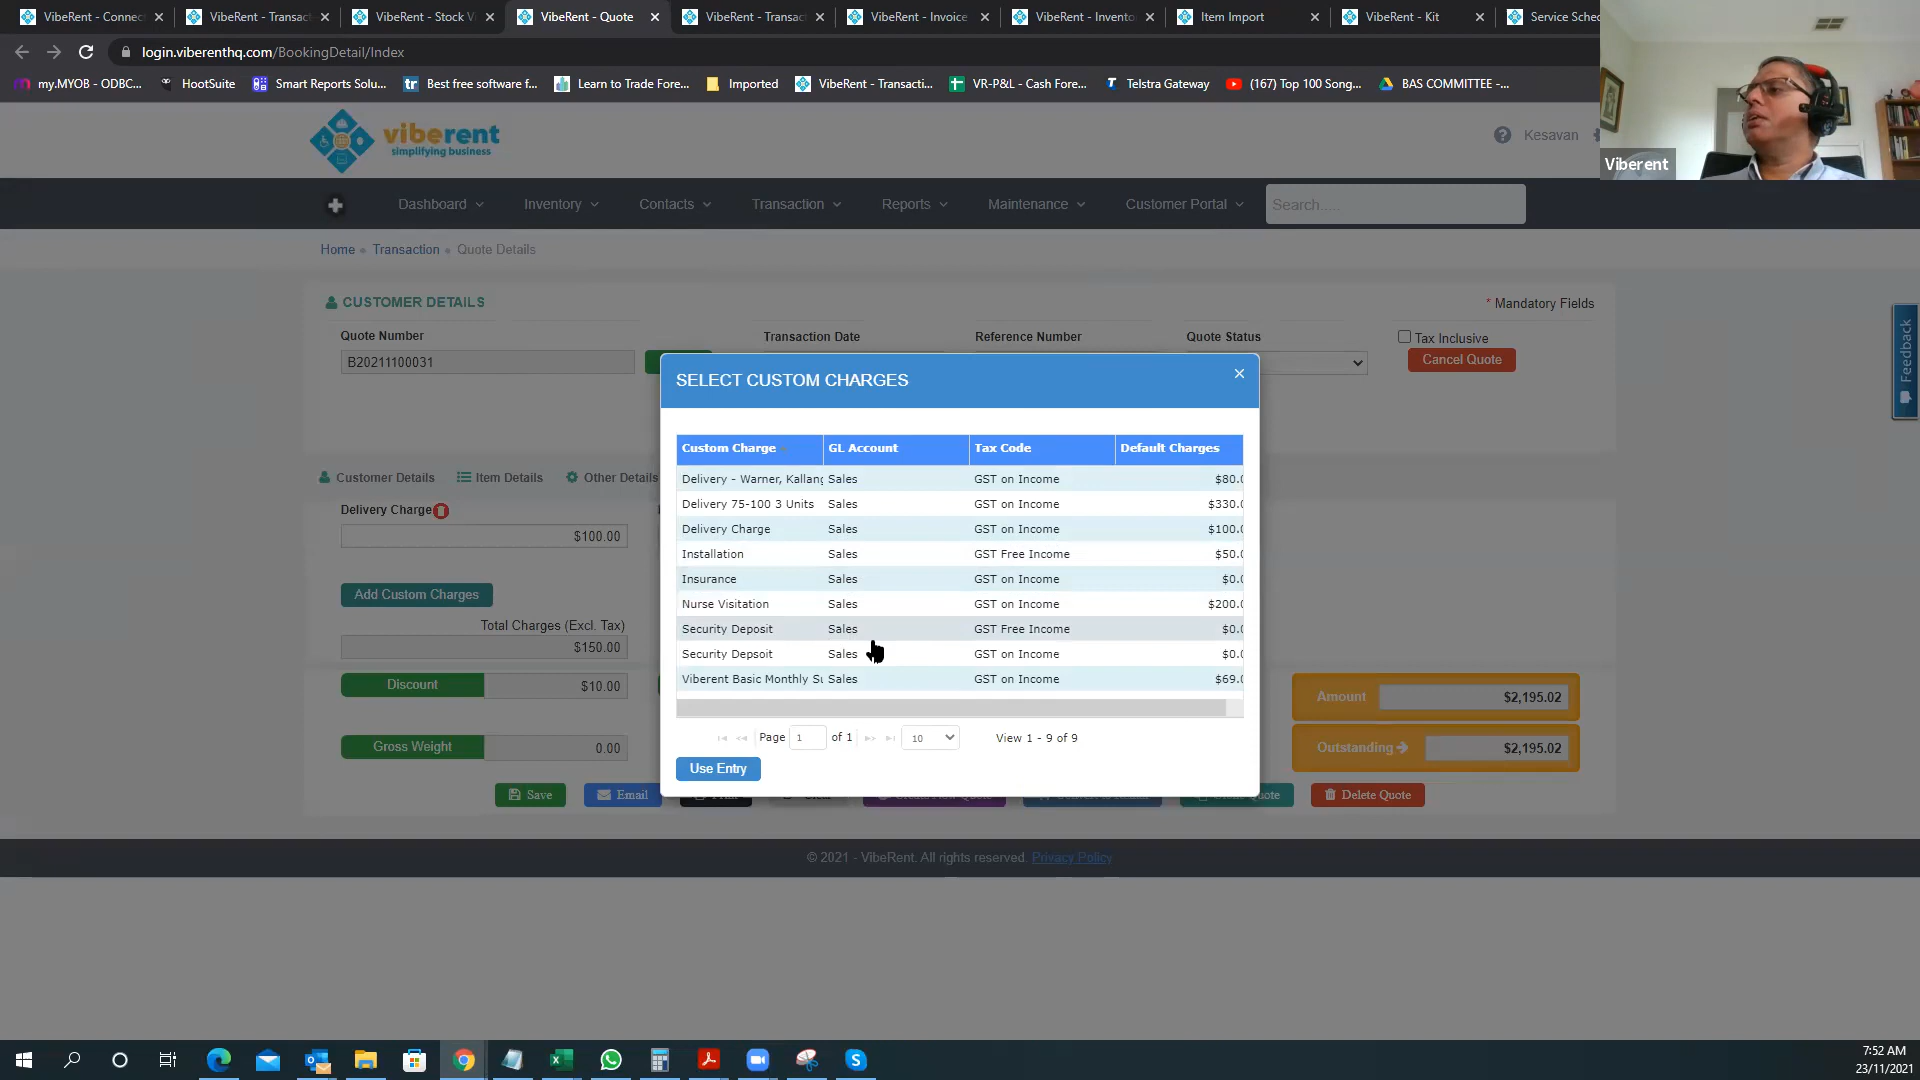 VibeRent - Connec
VibeRent - Transac
VibeRent - Stock V
VibeRent - Quote
VibeRent - Transac
VibeRent - Invoice
VibeRent - Invento
Item Import
VibeRent - Kit
Service Sched
login.viberenthq.com/BookingDetail/Index
my.MYOB - ODBC...
HootSuite
Smart Reports Solu...
Best free software f...
Learn to Trade Fore...
Imported
VibeRent - Transacti...
VR-P&L - Cash Fore...
Telstra Gateway
(167) Top 100 Song...
BAS COMMITTEE -...
viberent
simplifying business
Kesavan
Viberent
Dashboard
Inventory
Contacts
Transaction
Reports
Maintenance
Customer Portal
Search.....
Home
Transaction
Quote Details
CUSTOMER DETAILS
* Mandatory Fields
Quote Number
Transaction Date
Reference Number
Quote Status
Tax Inclusive
B20211100031
Cancel Quote
Feedback
SELECT CUSTOM CHARGES
Custom Charge GL Account Tax Code Default Charges
Delivery - Warner, Kallang Sales GST on Income $80.0
Delivery 75-100 3 Units Sales GST on Income $330.0
Delivery Charge Sales GST on Income $100.0
Installation Sales GST Free Income $50.0
Insurance Sales GST on Income $0.0
Nurse Visitation Sales GST on Income $200.0
Security Deposit Sales GST Free Income $0.0
Security Depsoit Sales GST on Income $0.0
Viberent Basic Monthly Su Sales GST on Income $69.0
Page 1 of 1
10
View 1 - 9 of 9
Use Entry
Customer Details
Item Details
Other Details
Delivery Charge
$100.00
Add Custom Charges
Total Charges (Excl. Tax)
$150.00
Discount
$10.00
Gross Weight
0.00
Amount
$2,195.02
Outstanding
$2,195.02
Save
Email
Delete Quote
© 2021 - VibeRent. All rights reserved. Privacy Policy
7:52 AM
23/11/2021